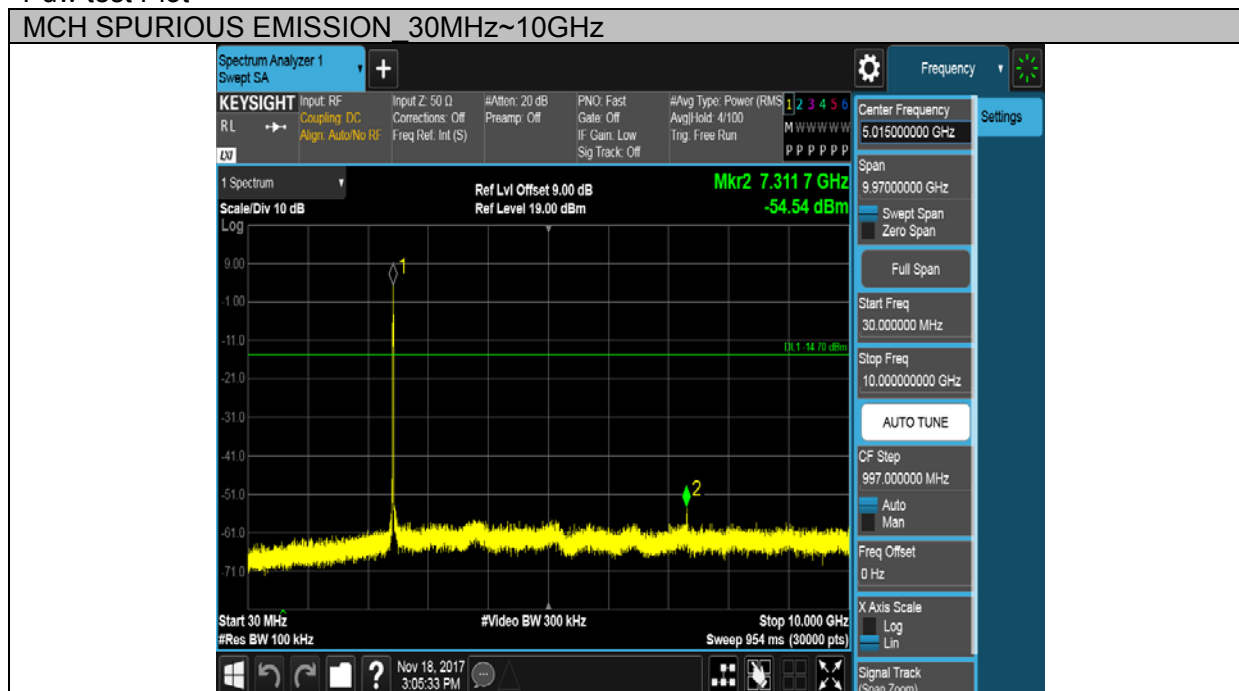 Puw test Plot
MCH SPURIOUS EMISSION_30MHz~10GHz
Spectrum Analyzer 1
Swept SA
+
Frequency
KEYSIGHT
RL
LXI
Input: RF
Coupling: DC
Align: Auto/No RF
Input Z: 50 Ω
Corrections: Off
Freq Ref: Int (S)
#Atten: 20 dB
Preamp: Off
PNO: Fast
Gate: Off
IF Gain: Low
Sig Track: Off
#Avg Type: Power (RMS
Avg|Hold: 4/100
Trig: Free Run
1 2 3 4 5 6
M W W W W W
P P P P P P
1 Spectrum
Scale/Div 10 dB
Log
Ref Lvl Offset 9.00 dB
Ref Level 19.00 dBm
Mkr2 7.311 7 GHz
-54.54 dBm
9.00
-1.00
-11.0
-21.0
-31.0
-41.0
-51.0
-61.0
-71.0
1
DL1 -14.70 dBm
2
Start 30 MHz
#Res BW 100 kHz
#Video BW 300 kHz
Stop 10.000 GHz
Sweep 954 ms (30000 pts)
?
Nov 18, 2017
3:05:33 PM
Center Frequency
5.015000000 GHz
Settings
Span
9.97000000 GHz
Swept Span
Zero Span
Full Span
Start Freq
30.000000 MHz
Stop Freq
10.000000000 GHz
AUTO TUNE
CF Step
997.000000 MHz
Auto
Man
Freq Offset
0 Hz
X Axis Scale
Log
Lin
Signal Track
(Span Zoom)